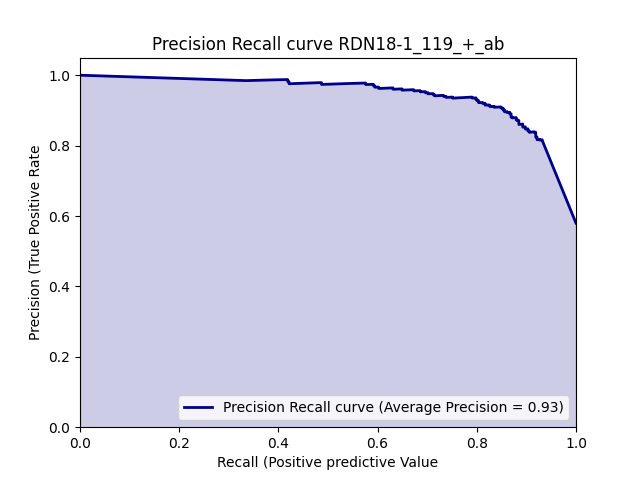 Precision Recall curve RDN18-1_119_+_ab
Precision (True Positive Rate
1.0
0.8
0.6
0.4
0.2
0.0
Precision Recall curve (Average Precision = 0.93)
0.0 0.2 0.4 0.6 0.8 1.0
Recall (Positive predictive Value